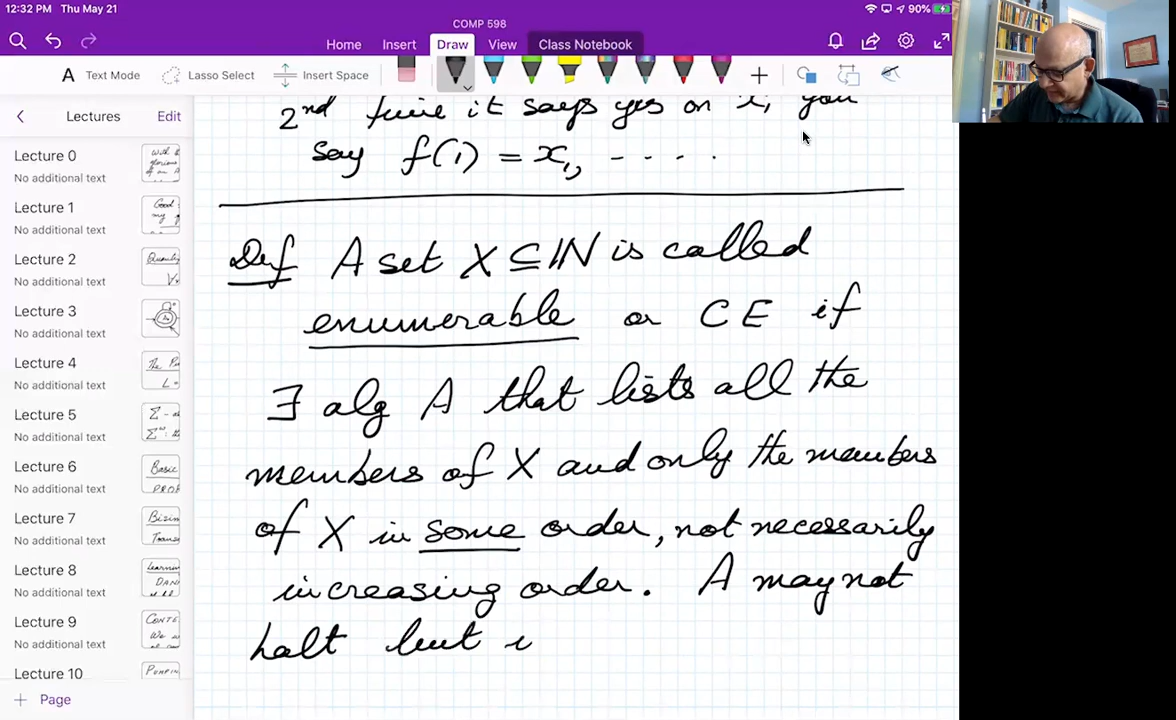 12:32 PM Thu May 21
90%
COMP 598
Home Insert Draw View Class Notebook
A Text Mode Lasso Select Insert Space
Lectures Edit
Lecture 0
No additional text
Lecture 1
No additional text
Lecture 2
No additional text
Lecture 3
No additional text
Lecture 4
No additional text
Lecture 5
No additional text
Lecture 6
No additional text
Lecture 7
No additional text
Lecture 8
No additional text
Lecture 9
No additional text
Lecture 10
+ Page
2nd time it says yes on you
say f(1) = x₁, - - - .
Def A set X ⊆ IN is called
enumerable or CE if
∃ alg A that lists all the
members of X and only the members
of X in some order, not necessarily
increasing order. A may not
halt but